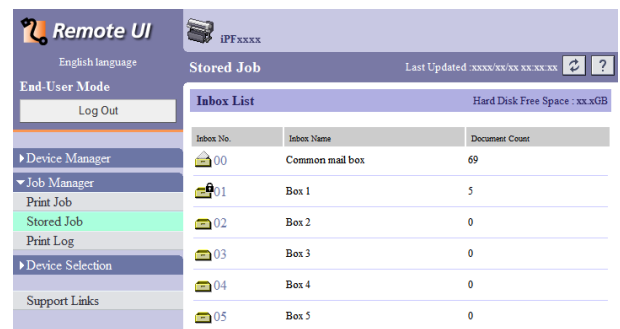 Remote UI
English language
End-User Mode
Log Out
Device Manager
Job Manager
Print Job
Stored Job
Print Log
Device Selection
Support Links
iPFxxxx
Stored Job
Last Updated :xxxx/xx/xx xx:xx:xx
?
Inbox List
Hard Disk Free Space : xx.xGB
Inbox No. Inbox Name Document Count
00 Common mail box 69
01 Box 1 5
02 Box 2 0
03 Box 3 0
04 Box 4 0
05 Box 5 0